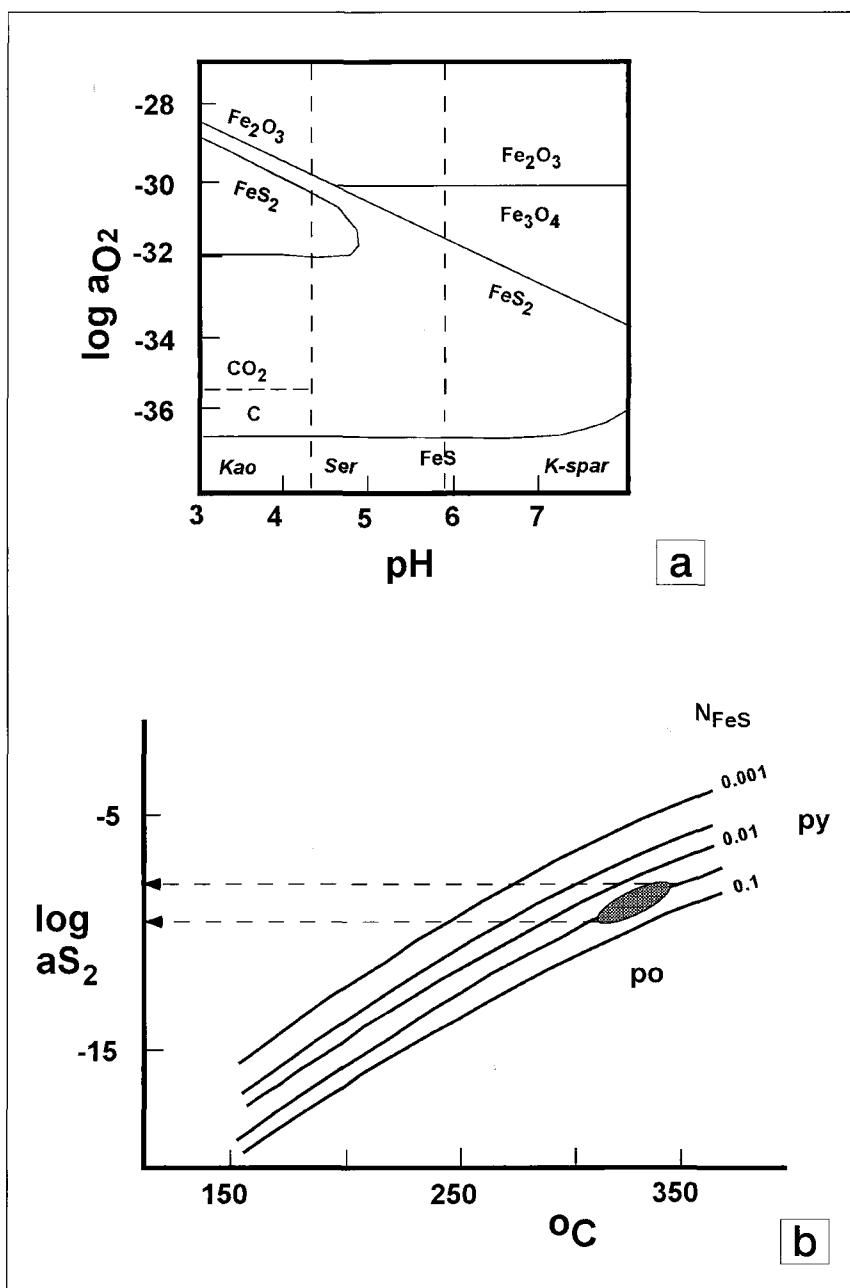 -28
-30
-32
-34
-36
log aO2
Fe2O3
Fe2O3
FeS2
Fe3O4
FeS2
CO2
C
FeS
Kao
Ser
K-spar
3
4
5
6
7
pH
a
NFeS
0.001
0.01
0.1
py
po
-5
-15
log
aS2
150
250
350
oC
b